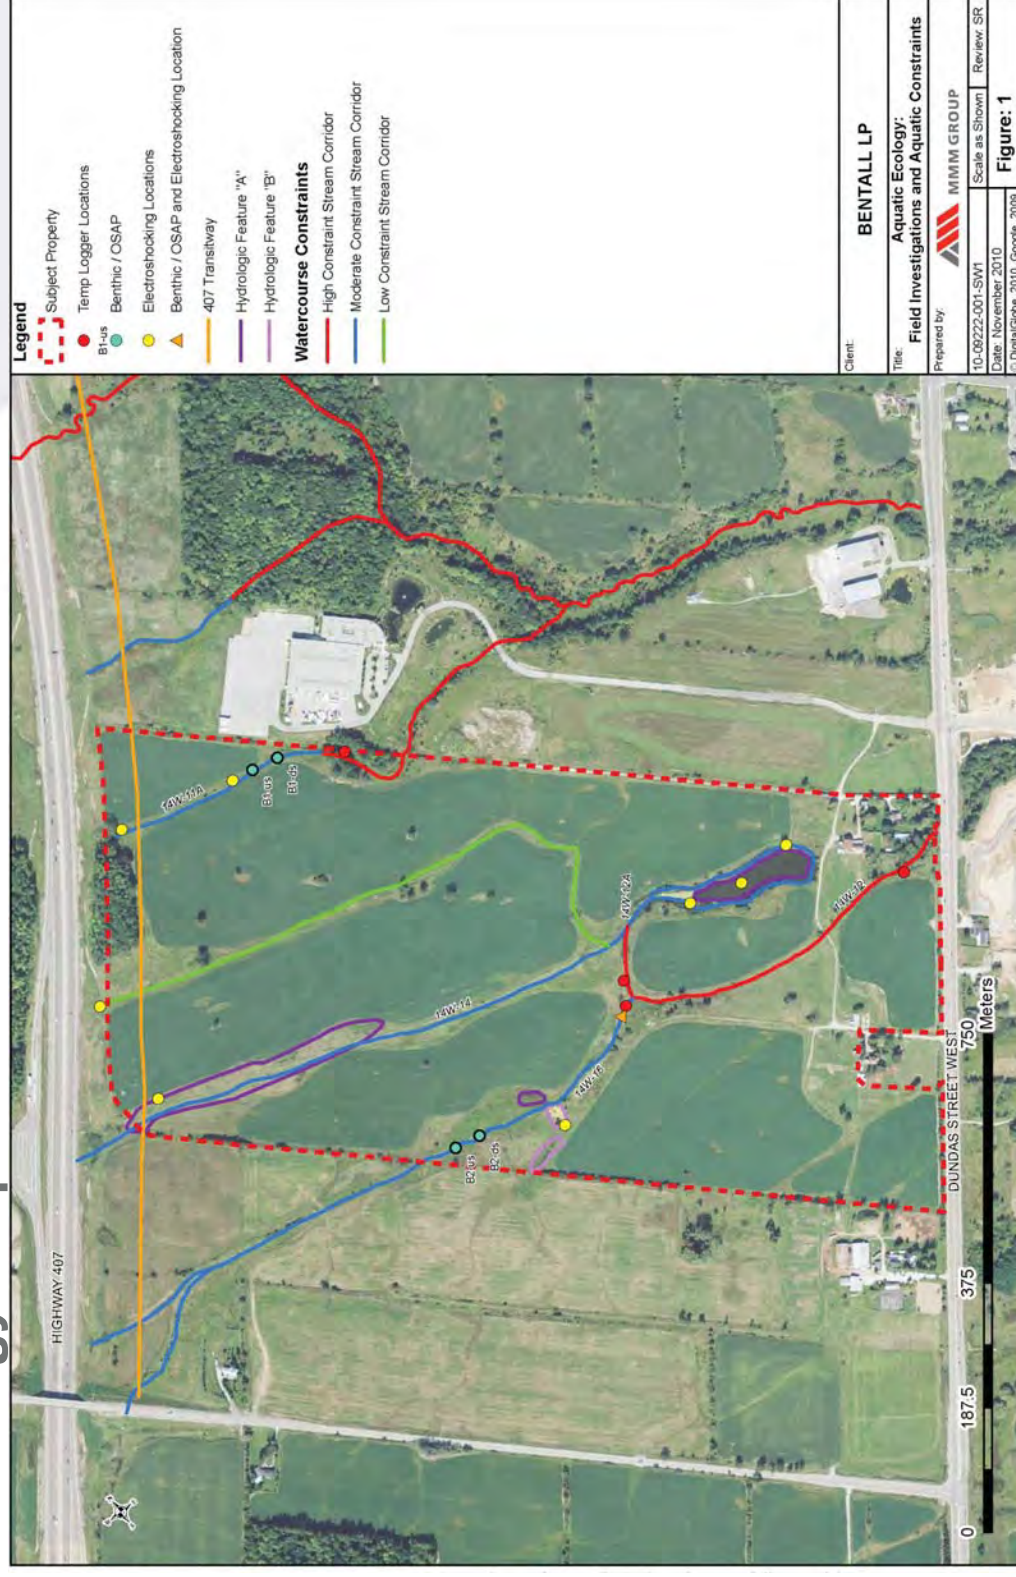 Legend
Subject Property
Temp Logger Locations
B1-us
Benthic / OSAP
Electroshocking Locations
Benthic / OSAP and Electroshocking Location
407 Transitway
Hydrologic Feature "A"
Hydrologic Feature "B"
Watercourse Constraints
High Constraint Stream Corridor
Moderate Constraint Stream Corridor
Low Constraint Stream Corridor
Client:
BENTALL LP
Title:
Aquatic Ecology:
Field Investigations and Aquatic Constraints
Prepared by:
MMM GROUP
10-09222-001-SW1
Scale as Shown
Review: SR
Date: November 2010
Figure: 1
© DigitalGlobe, 2010, Google, 2009
HIGHWAY 407
14W-11A
B1-us
B1-ds
14W-14
14W-12A
14W-12
14W-16
B2-us
B2-ds
DUNDAS STREET WEST
0
187.5
375
750
Meters